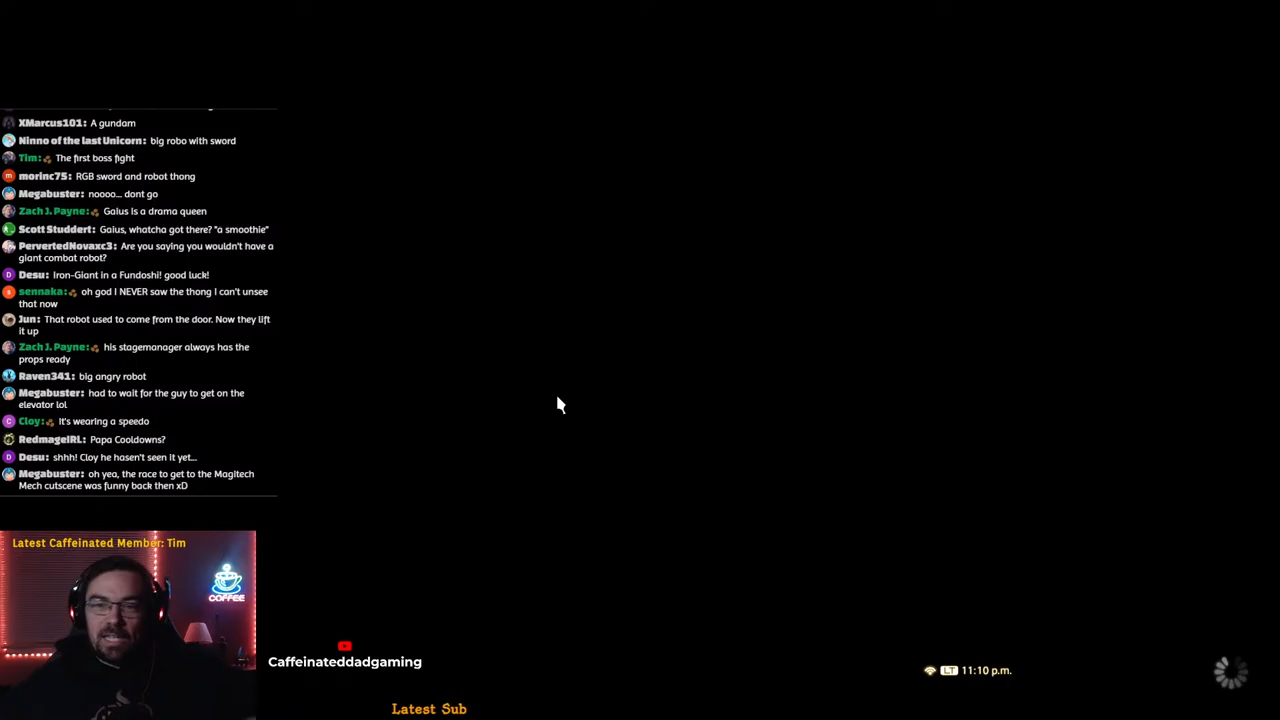 XMarcus101: A gundam
Ninno of the last Unicorn: big robo with sword
Tim: The first boss fight
morinc75: RGB sword and robot thong
Megabuster: noooo... dont go
Zach J. Payne: Gaius is a drama queen
Scott Studdert: Gaius, whatcha got there? "a smoothie"
PervertedNovaxc3: Are you saying you wouldn't have a
giant combat robot?
Desu: Iron-Giant in a Fundoshi! good luck!
sennaka: oh god I NEVER saw the thong I can't unsee
that now
Jun: That robot used to come from the door. Now they lift
it up
Zach J. Payne: his stagemanager always has the
props ready
Raven341: big angry robot
Megabuster: had to wait for the guy to get on the
elevator lol
Cloy: It's wearing a speedo
RedmageIRL: Papa Cooldowns?
Desu: shhh! Cloy he hasen't seen it yet...
Megabuster: oh yea, the race to get to the Magitech
Mech cutscene was funny back then xD
Latest Caffeinated Member: Tim
COFFEE
Caffeinateddadgaming
LT 11:10 p.m.
Latest Sub